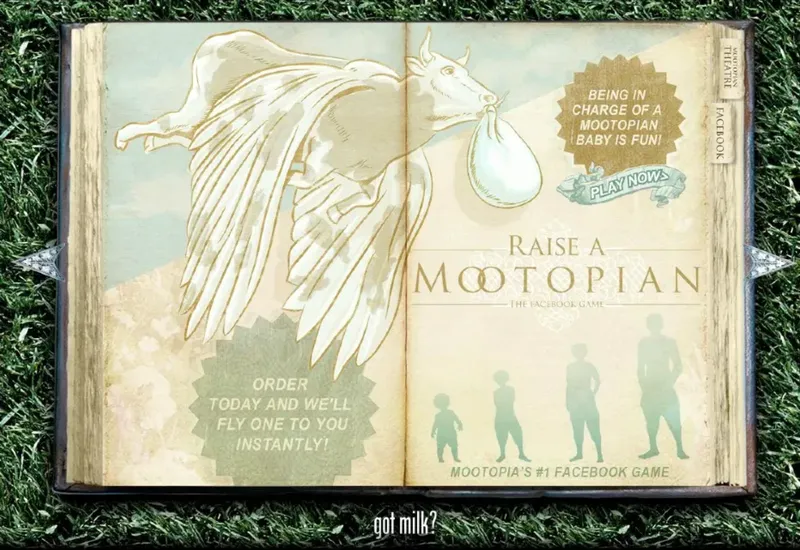 BEING IN
CHARGE OF A
MOOTOPIAN
BABY IS FUN!
PLAY NOW
MOOTOPIAN
THEATRE
FACEBOOK
RAISE A
MOOTOPIAN
THE FACEBOOK GAME
ORDER
TODAY AND WE'LL
FLY ONE TO YOU
INSTANTLY!
MOOTOPIA'S #1 FACEBOOK GAME
got milk?